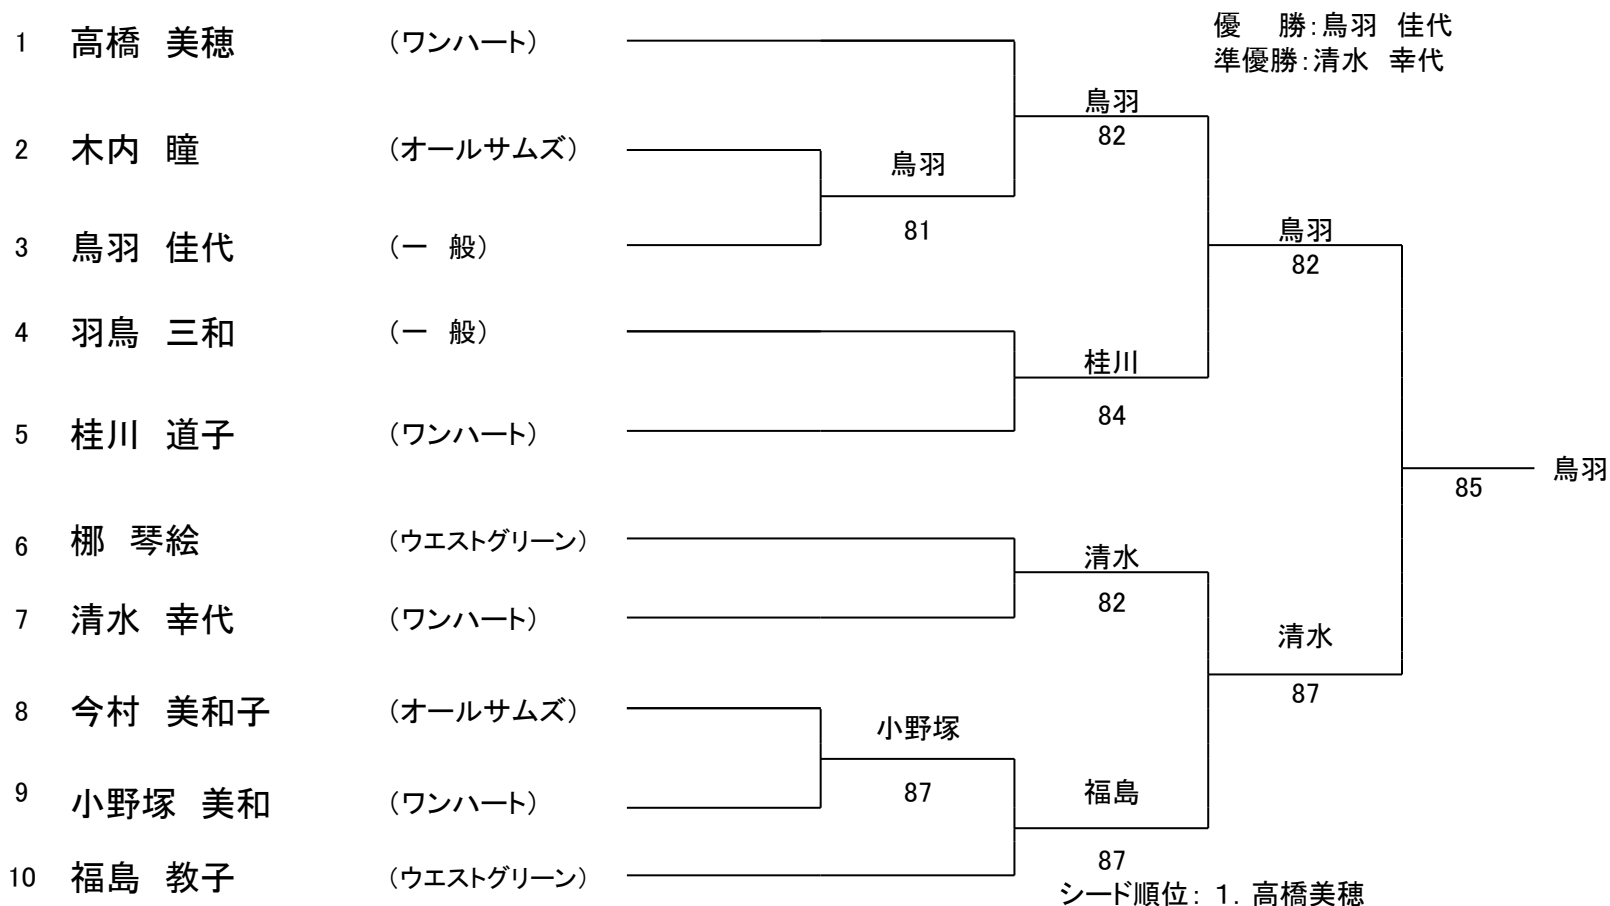 優　勝：鳥羽　佳代
準優勝：清水　幸代
1　高橋　美穂　（ワンハート）
鳥羽
82
2　木内　瞳　（オールサムズ）
鳥羽
81
3　鳥羽　佳代　（一　般）
鳥羽
82
4　羽鳥　三和　（一　般）
桂川
84
5　桂川　道子　（ワンハート）
鳥羽
85
6　梛　琴絵　（ウエストグリーン）
清水
82
7　清水　幸代　（ワンハート）
清水
87
8　今村　美和子　（オールサムズ）
小野塚
87
9　小野塚　美和　（ワンハート）
福島
87
10　福島　教子　（ウエストグリーン）
シード順位：１．高橋美穂